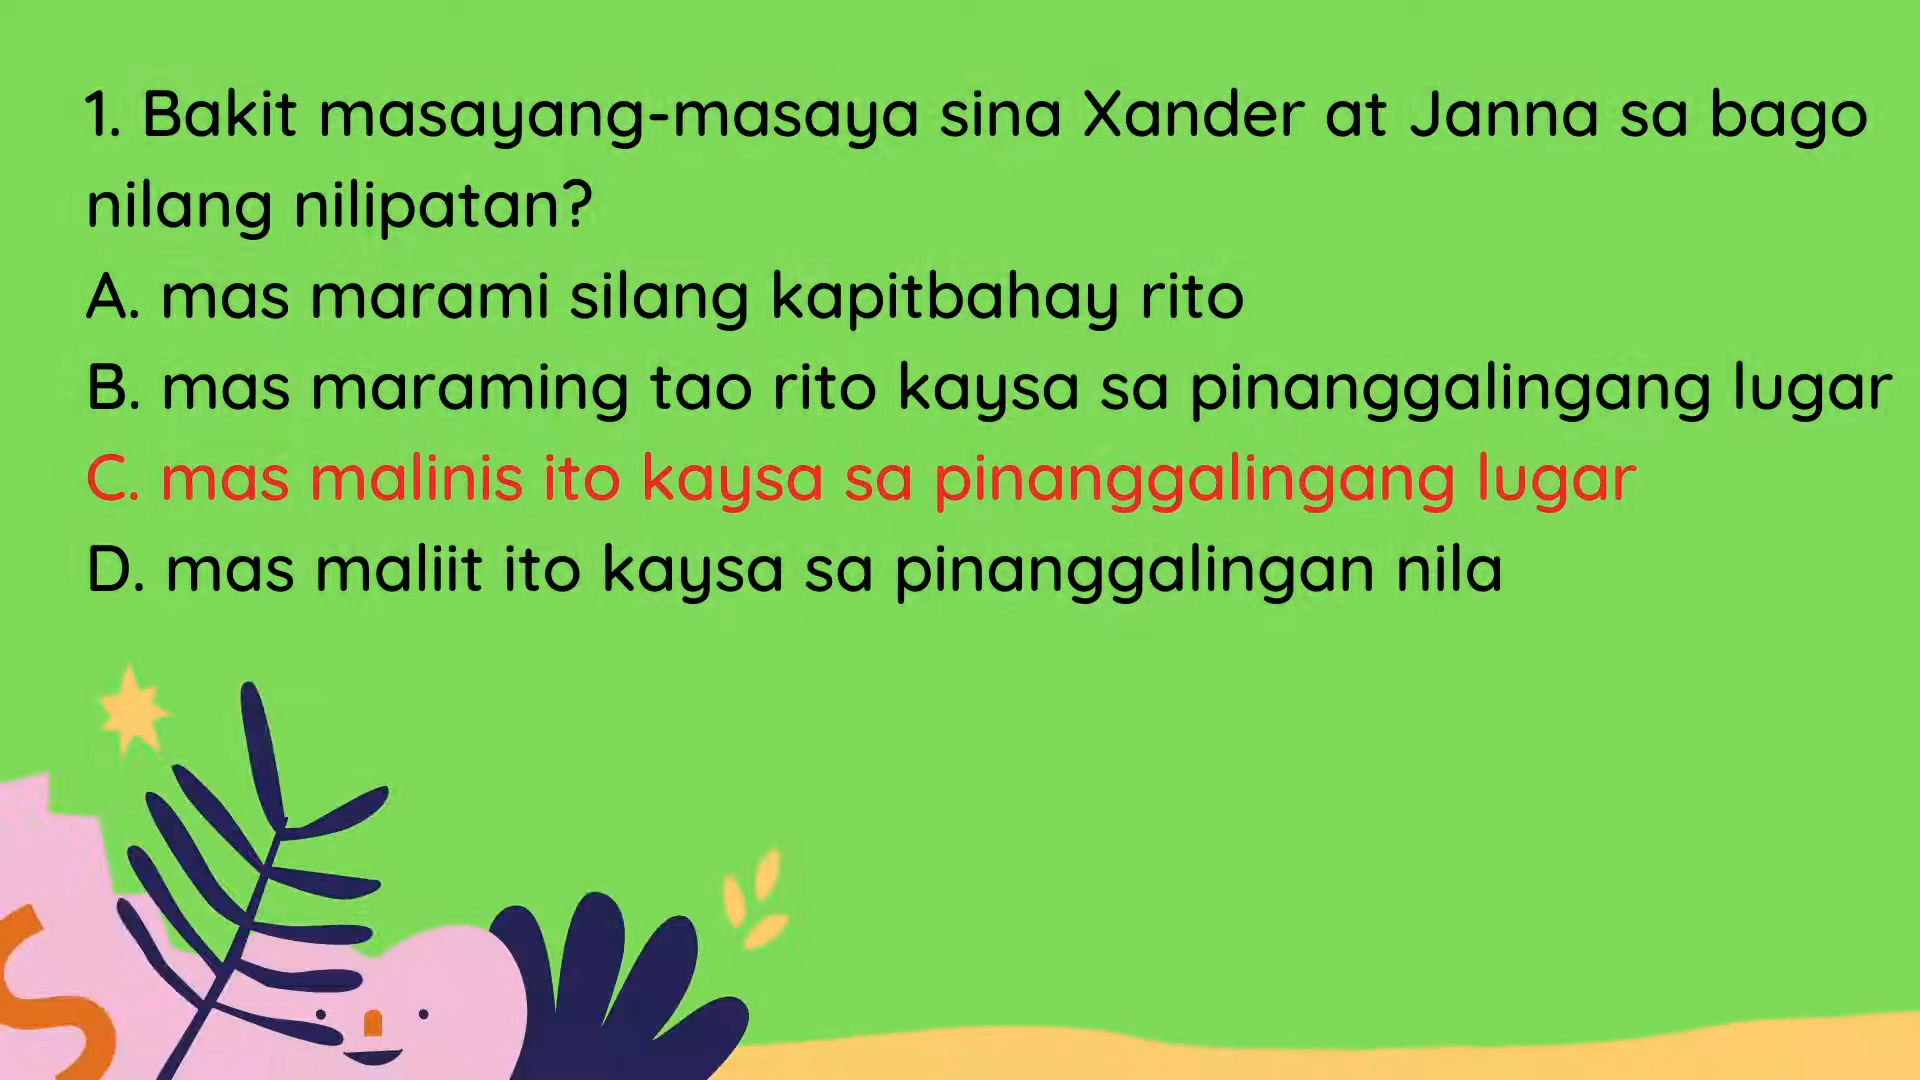 1. Bakit masayang-masaya sina Xander at Janna sa bago
nilang nilipatan?
A. mas marami silang kapitbahay rito
B. mas maraming tao rito kaysa sa pinanggalingang lugar
C. mas malinis ito kaysa sa pinanggalingang lugar
D. mas maliit ito kaysa sa pinanggalingan nila